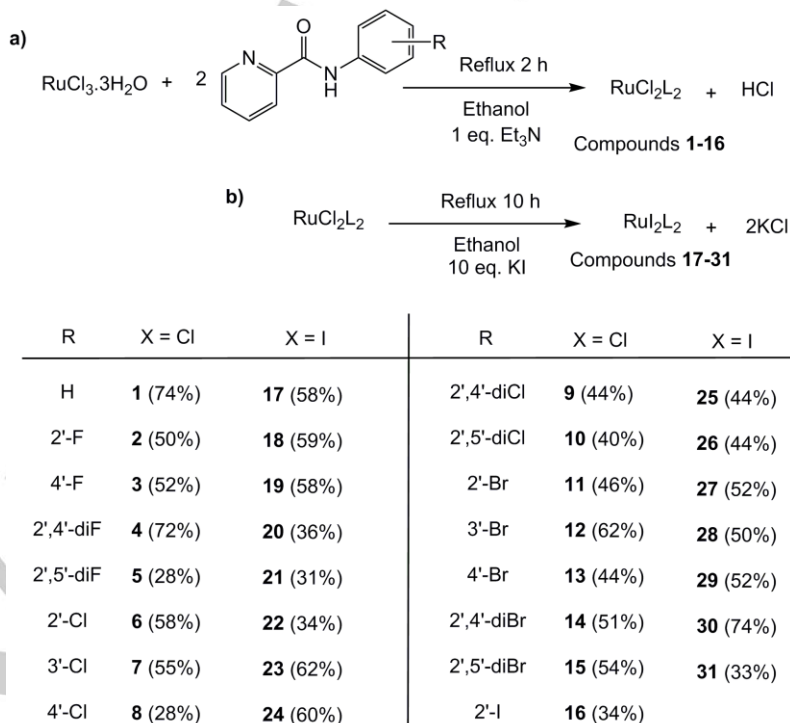 a)
RuCl3.3H2O + 2
N
O
N
H
R
Reflux 2 h
Ethanol
1 eq. Et3N
RuCl2L2 + HCl
Compounds 1-16
b)
RuCl2L2
Reflux 10 h
Ethanol
10 eq. KI
RuI2L2 + 2KCl
Compounds 17-31
R X = Cl X = I R X = Cl X = I
H 1 (74%) 17 (58%) 2',4'-diCl 9 (44%) 25 (44%)
2'-F 2 (50%) 18 (59%) 2',5'-diCl 10 (40%) 26 (44%)
4'-F 3 (52%) 19 (58%) 2'-Br 11 (46%) 27 (52%)
2',4'-diF 4 (72%) 20 (36%) 3'-Br 12 (62%) 28 (50%)
2',5'-diF 5 (28%) 21 (31%) 4'-Br 13 (44%) 29 (52%)
2'-Cl 6 (58%) 22 (34%) 2',4'-diBr 14 (51%) 30 (74%)
3'-Cl 7 (55%) 23 (62%) 2',5'-diBr 15 (54%) 31 (33%)
4'-Cl 8 (28%) 24 (60%) 2'-I 16 (34%)